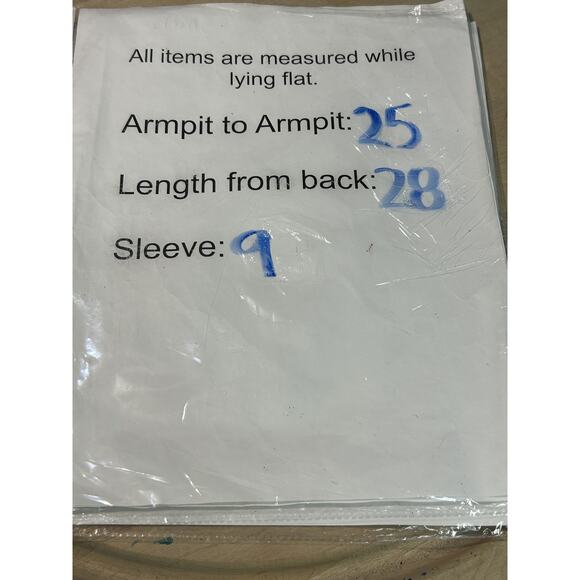 All items are measured while
lying flat.
Armpit to Armpit: 25
Length from back: 28
Sleeve: 9